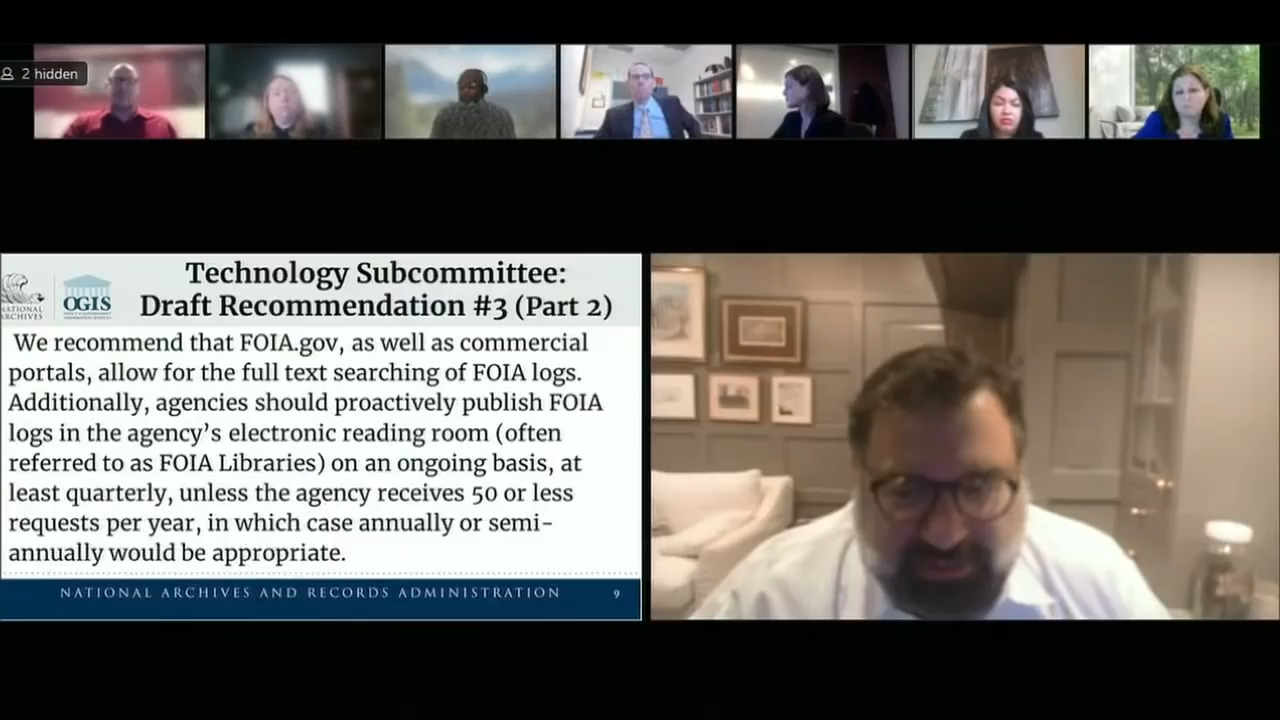 2 hidden
Technology Subcommittee:
Draft Recommendation #3 (Part 2)
NATIONAL
ARCHIVES
OGIS
We recommend that FOIA.gov, as well as commercial
portals, allow for the full text searching of FOIA logs.
Additionally, agencies should proactively publish FOIA
logs in the agency's electronic reading room (often
referred to as FOIA Libraries) on an ongoing basis, at
least quarterly, unless the agency receives 50 or less
requests per year, in which case annually or semi-
annually would be appropriate.
NATIONAL ARCHIVES AND RECORDS ADMINISTRATION 9